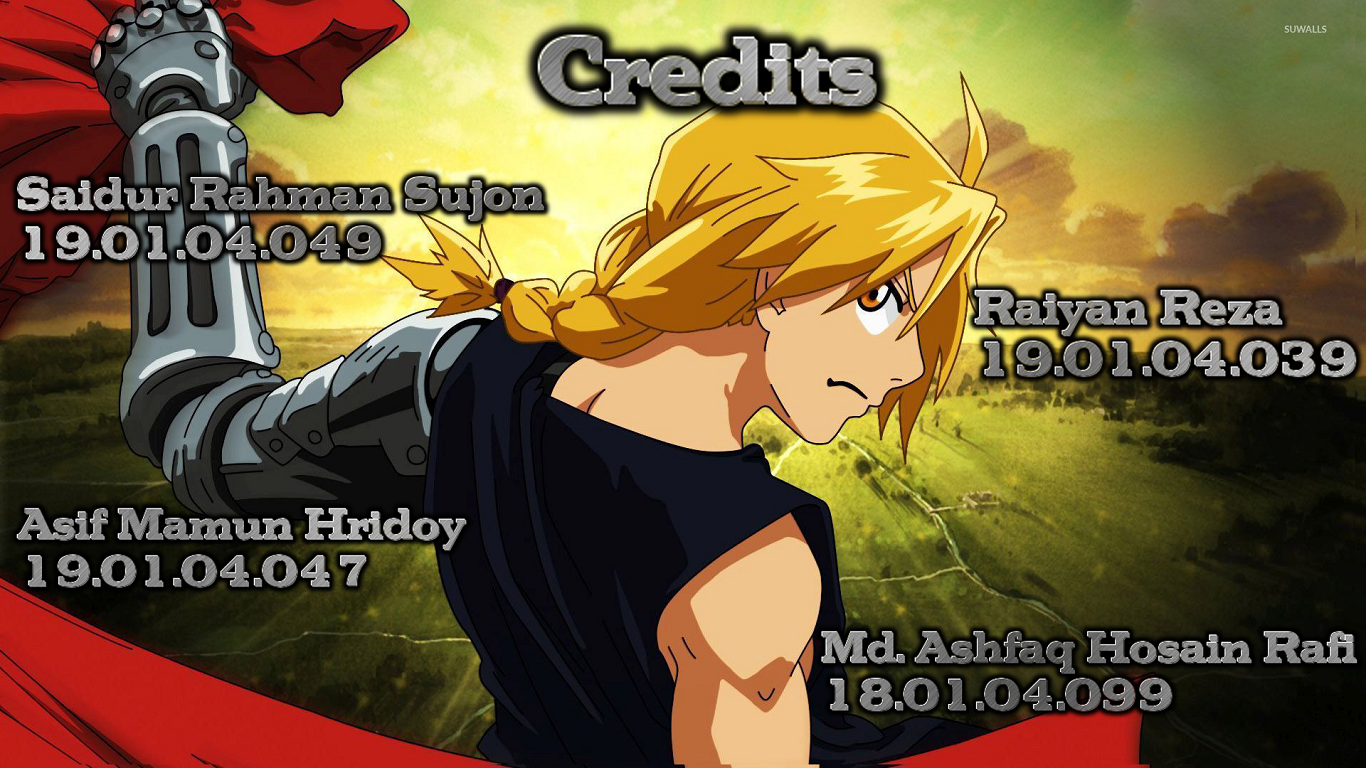 SUWALLS
Credits
Saidur Rahman Sujon
19.01.04.049
Raiyan Reza
19.01.04.039
Asif Mamun Hridoy
19.01.04.047
Md. Ashfaq Hosain Rafi
18.01.04.099